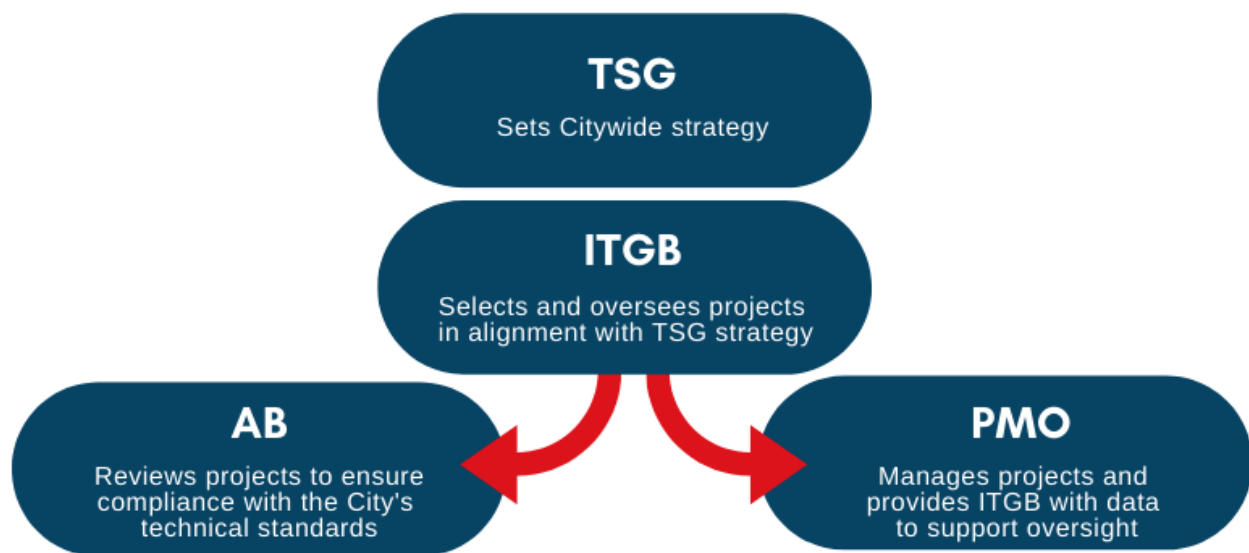 TSG
Sets Citywide strategy
ITGB
Selects and oversees projects
in alignment with TSG strategy
AB
Reviews projects to ensure
compliance with the City's
technical standards
PMO
Manages projects and
provides ITGB with data
to support oversight